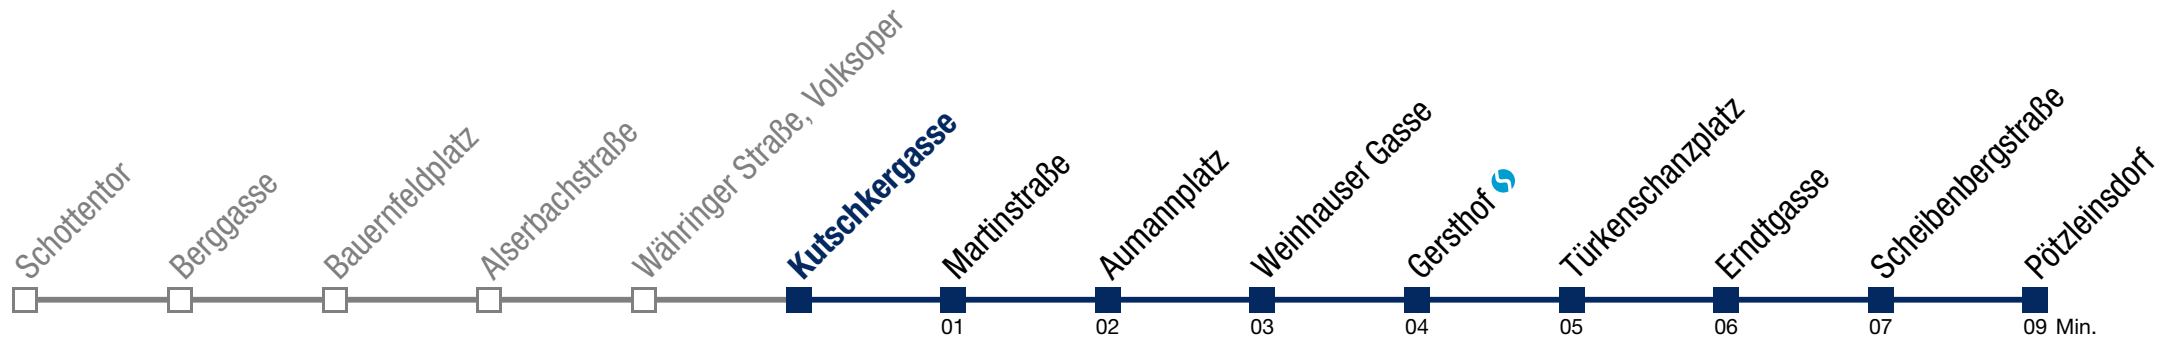 Schottentor
Berggasse
Bauernfeldplatz
Alserbachstraße
Währinger Straße, Volksoper
Kutschkergasse
Martinstraße
Aumannplatz
Weinhauser Gasse
Gersthof
Türkenschanzplatz
Erndtgasse
Scheibenbergstraße
Pötzleinsdorf
01 02 03 04 05 06 07 09 Min.